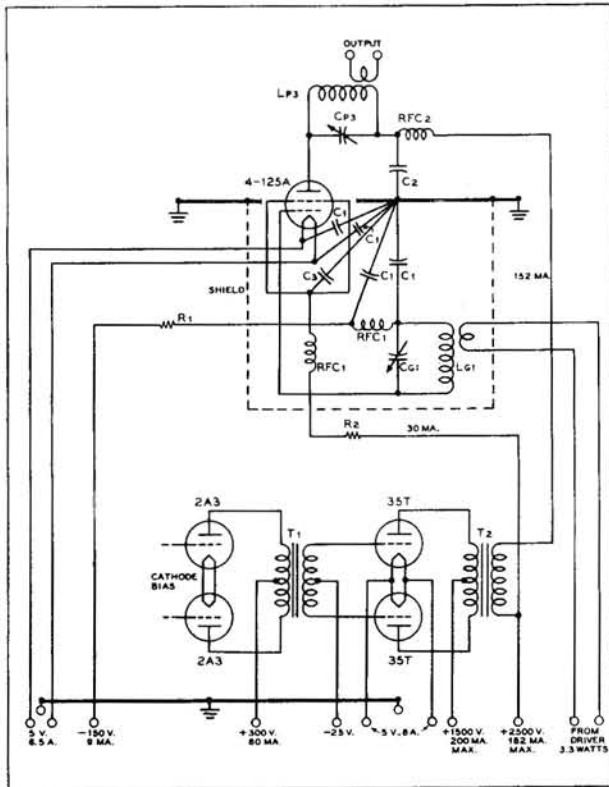 OUTPUT
LP3
CP3
RFC2
4-125A
C2
C1
C1
C1
C3
C1
SHIELD
152 MA.
R1
RFC1
RFC1
CG1
LG1
R2
30 MA.
2A3
35T
T1
T2
CATHODE
BIAS
2A3
35T
5 V.
6.5 A.
-150 V.
9 MA.
+300 V.
80 MA.
-25 V.
5 V.-8 A.
+1500 V.
200 MA.
MAX.
+2500 V.
182 MA.
MAX.
FROM
DRIVER
3.3 WATTS